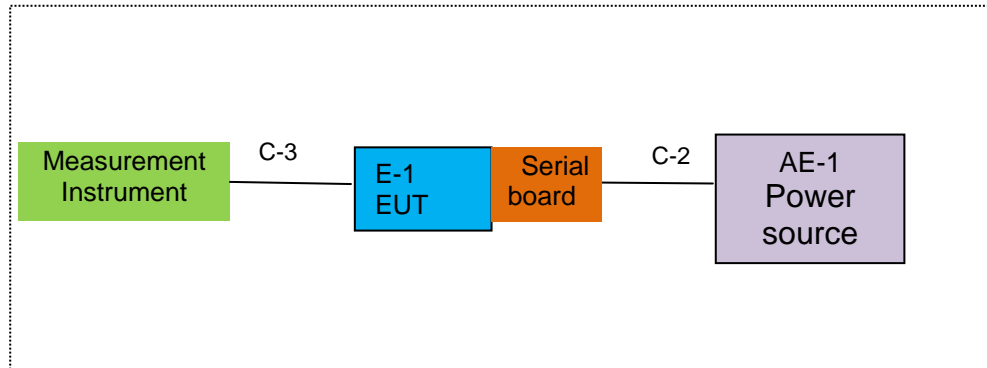 Measurement
Instrument
C-3
E-1
EUT
Serial
board
C-2
AE-1
Power
source